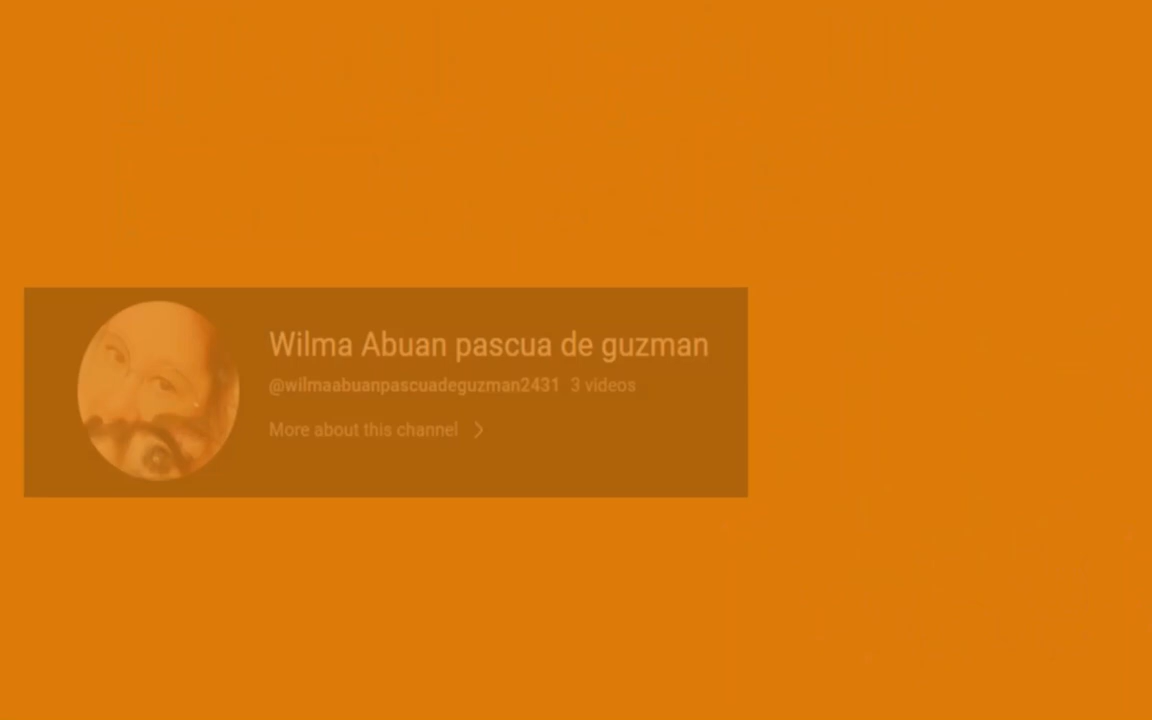 Wilma Abuan pascua de guzman
@wilmaabuanpascuadeguzman2431 3 videos
More about this channel